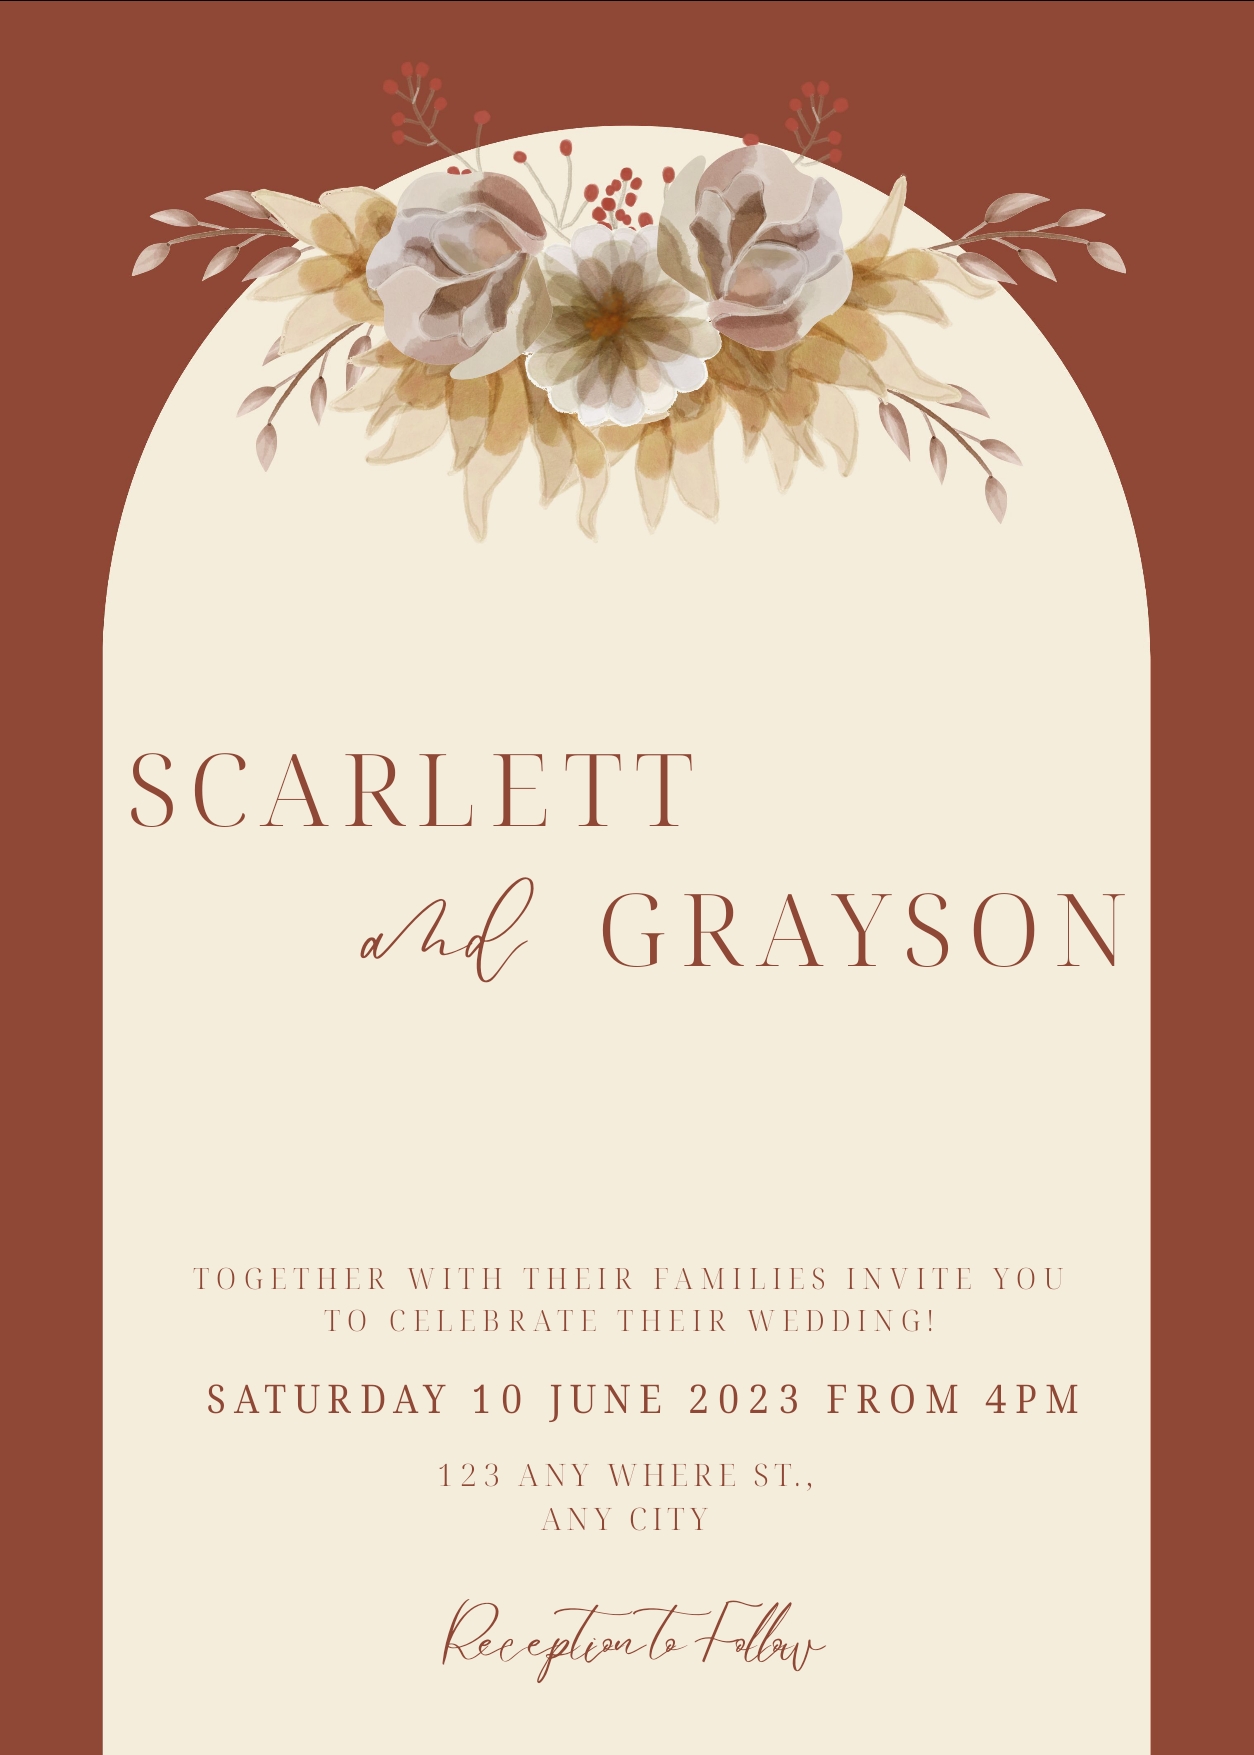 SCARLETT
and GRAYSON
TOGETHER WITH THEIR FAMILIES INVITE YOU
TO CELEBRATE THEIR WEDDING!
SATURDAY 10 JUNE 2023 FROM 4PM
123 ANY WHERE ST.,
ANY CITY
Reception to Follow